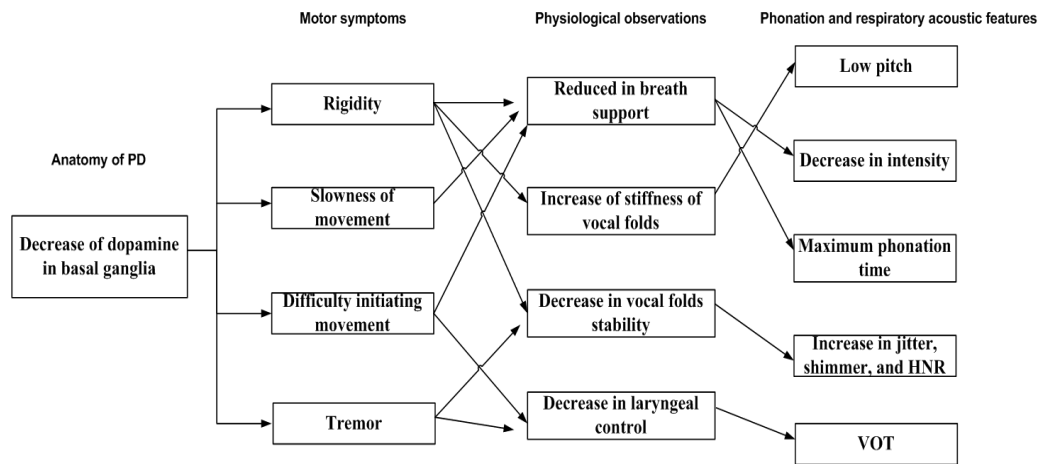 Motor symptoms
Physiological observations
Phonation and respiratory acoustic features
Anatomy of PD
Decrease of dopamine
in basal ganglia
Rigidity
Slowness of
movement
Difficulty initiating
movement
Tremor
Reduced in breath
support
Increase of stiffness of
vocal folds
Decrease in vocal folds
stability
Decrease in laryngeal
control
Low pitch
Decrease in intensity
Maximum phonation
time
Increase in jitter,
shimmer, and HNR
VOT